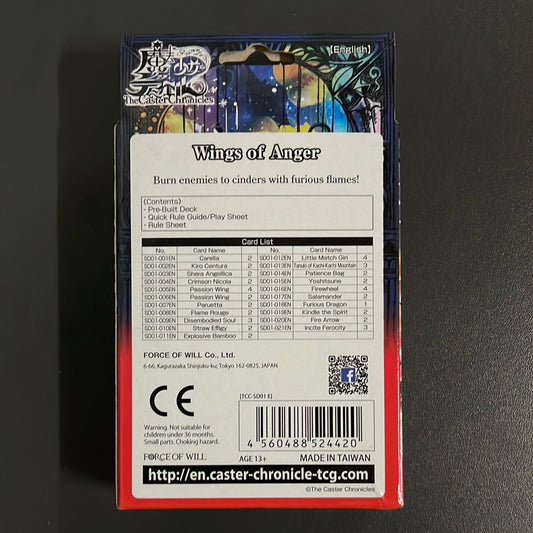 【English】
The Caster Chronicles
Wings of Anger
Burn enemies to cinders with furious flames!
《Contents》
- Pre-Built Deck
- Quick Rule Guide/Play Sheet
- Rule Sheet
Card List
No. Card Name No. Card Name
SD01-001EN Carella 2 SD01-012EN Little Match Girl 4
SD01-002EN Kiro Centura 2 SD01-013EN Tanuki of Kachi-Kachi Mountain 3
SD01-003EN Shera Angellica 2 SD01-014EN Patience Bag 2
SD01-004EN Crimson Nicola 2 SD01-015EN Yoshitsune 2
SD01-005EN Passion Wing 4 SD01-016EN Firewheel 4
SD01-006EN Passion Wing 2 SD01-017EN Salamander 2
SD01-007EN Paruetta 2 SD01-018EN Furious Dragon 1
SD01-008EN Flame Rouge 2 SD01-019EN Kindle the Spirit 2
SD01-009EN Disembodied Soul 3 SD01-020EN Fire Arrow 2
SD01-010EN Straw Effigy 2 SD01-021EN Incite Ferocity 3
SD01-011EN Explosive Bamboo 2
FORCE OF WILL Co., Ltd.
6-66, Kagurazaka Shinjuku-ku; Tokyo 162-0825, JAPAN
CE
[TCC-SD01 E]
Warning. Not suitable for
children under 36 months.
Small parts. Choking hazard.
4 560488 524420
FORCE OF WILL AGE 13+ MADE IN TAIWAN
http://en.caster-chronicle-tcg.com
©The Caster Chronicles